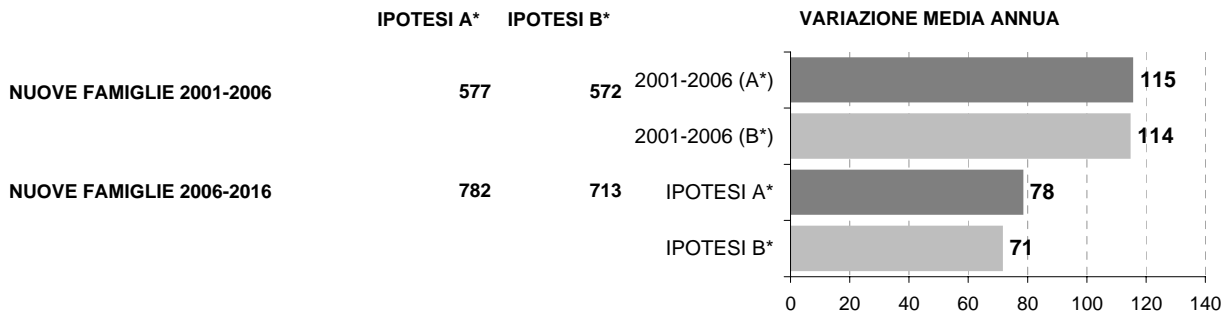 IPOTESI A* IPOTESI B* VARIAZIONE MEDIA ANNUA
NUOVE FAMIGLIE 2001-2006 577 572
NUOVE FAMIGLIE 2006-2016 782 713
2001-2006 (A*) 115
2001-2006 (B*) 114
IPOTESI A* 78
IPOTESI B* 71
0 20 40 60 80 100 120 140